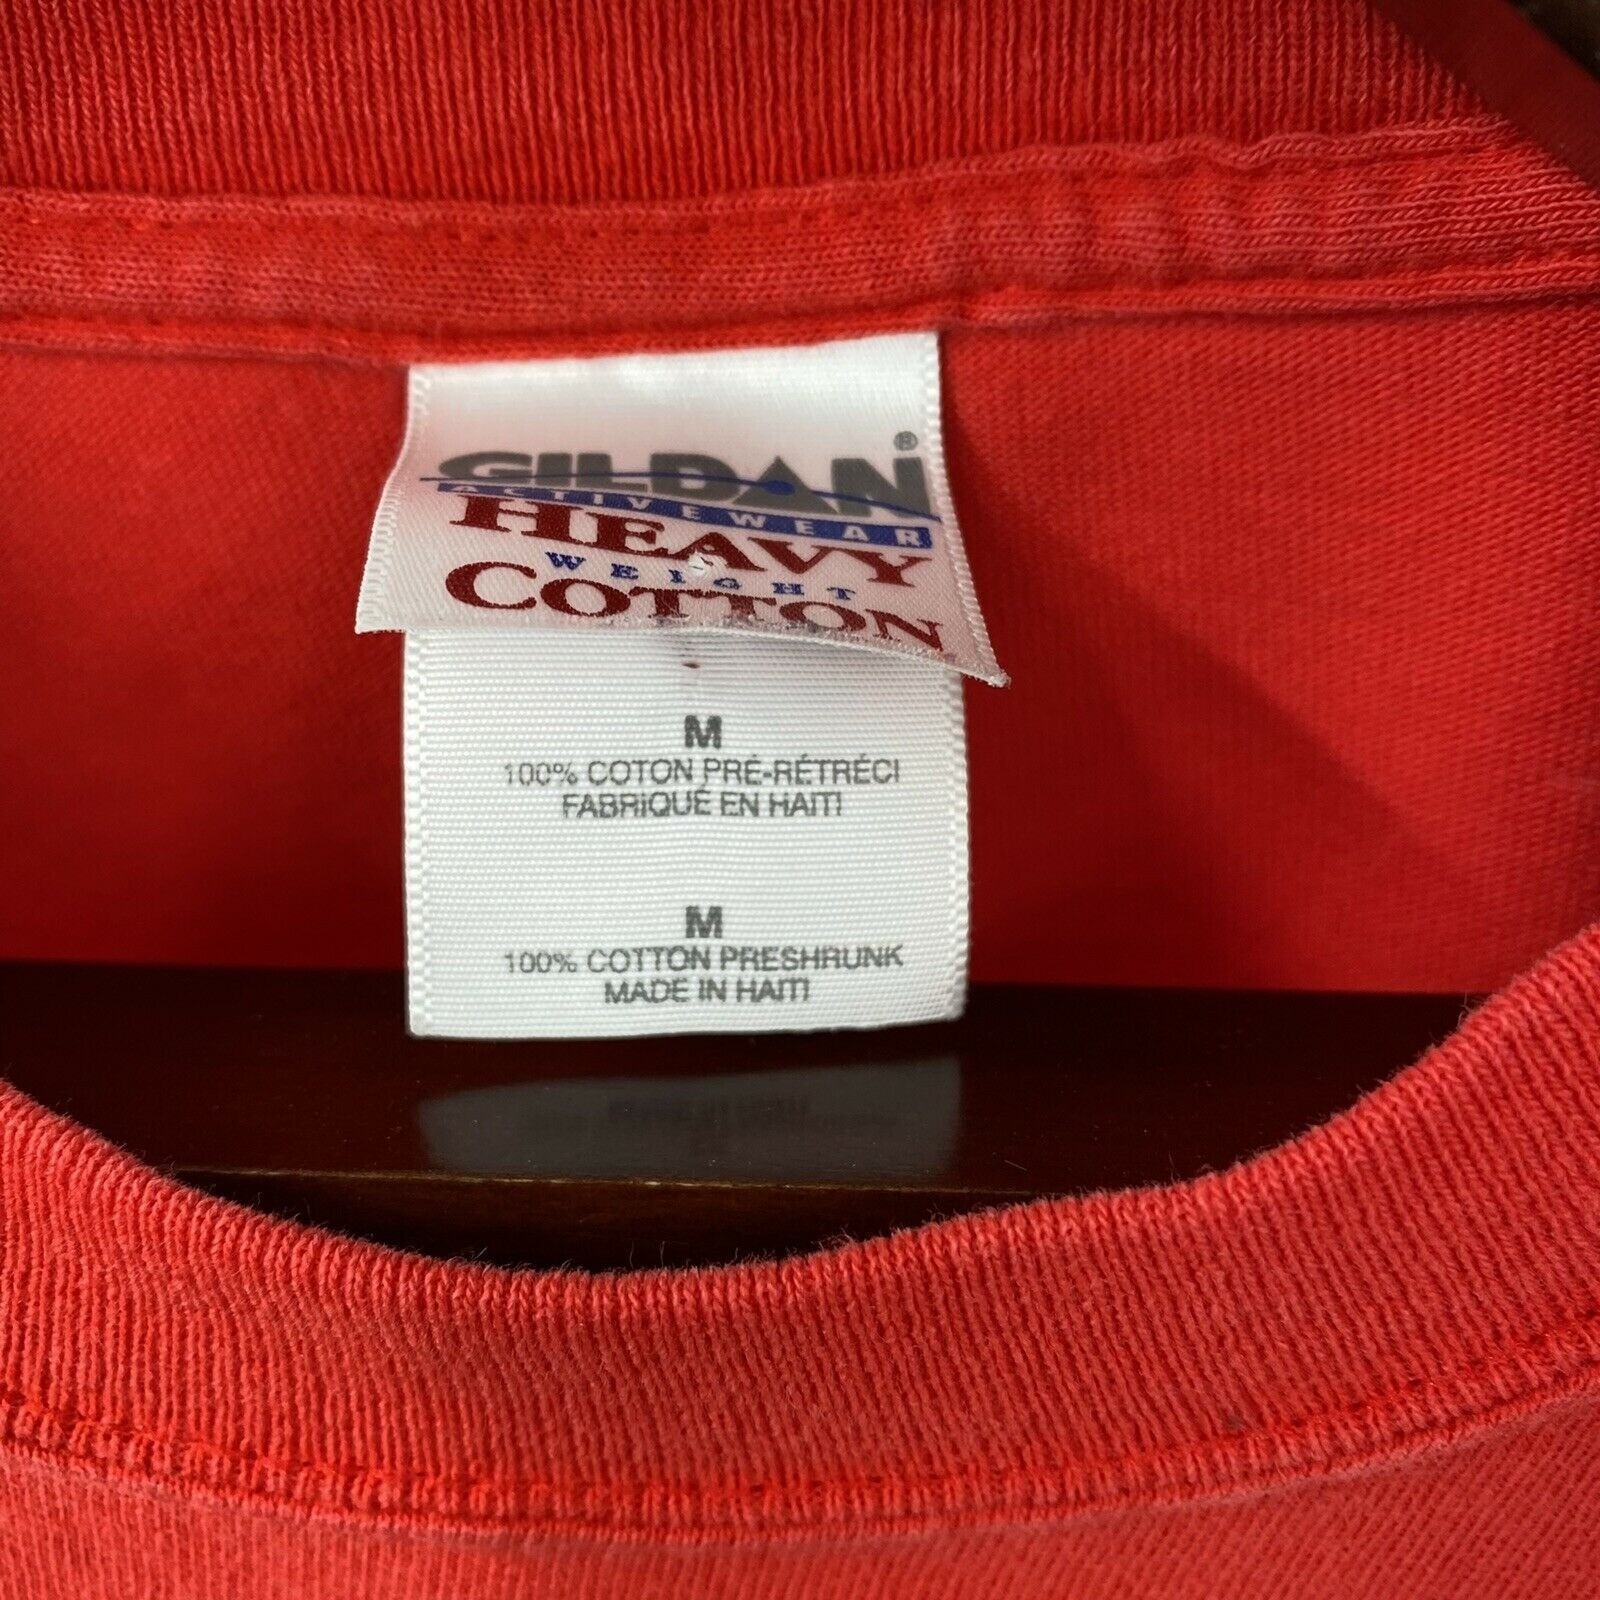 GILDAN®
ACTIVEWEAR
HEAVY
WEIGHT
COTTON
M
100% COTON PRÉ-RÉTRÉCI
FABRIQUÉ EN HAITI
M
100% COTTON PRESHRUNK
MADE IN HAITI